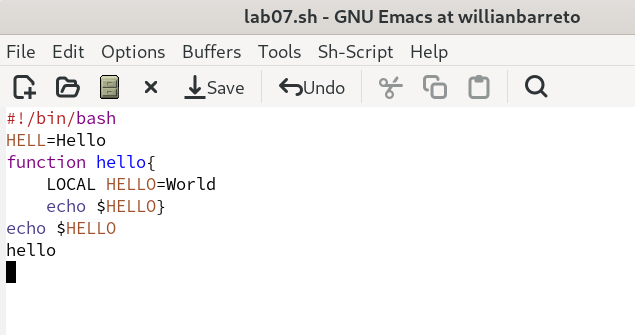 lab07.sh - GNU Emacs at willianbarreto
File Edit Options Buffers Tools Sh-Script Help
Save Undo
#!/bin/bash
HELL=Hello
function hello{
    LOCAL HELLO=World
    echo $HELLO}
echo $HELLO
hello